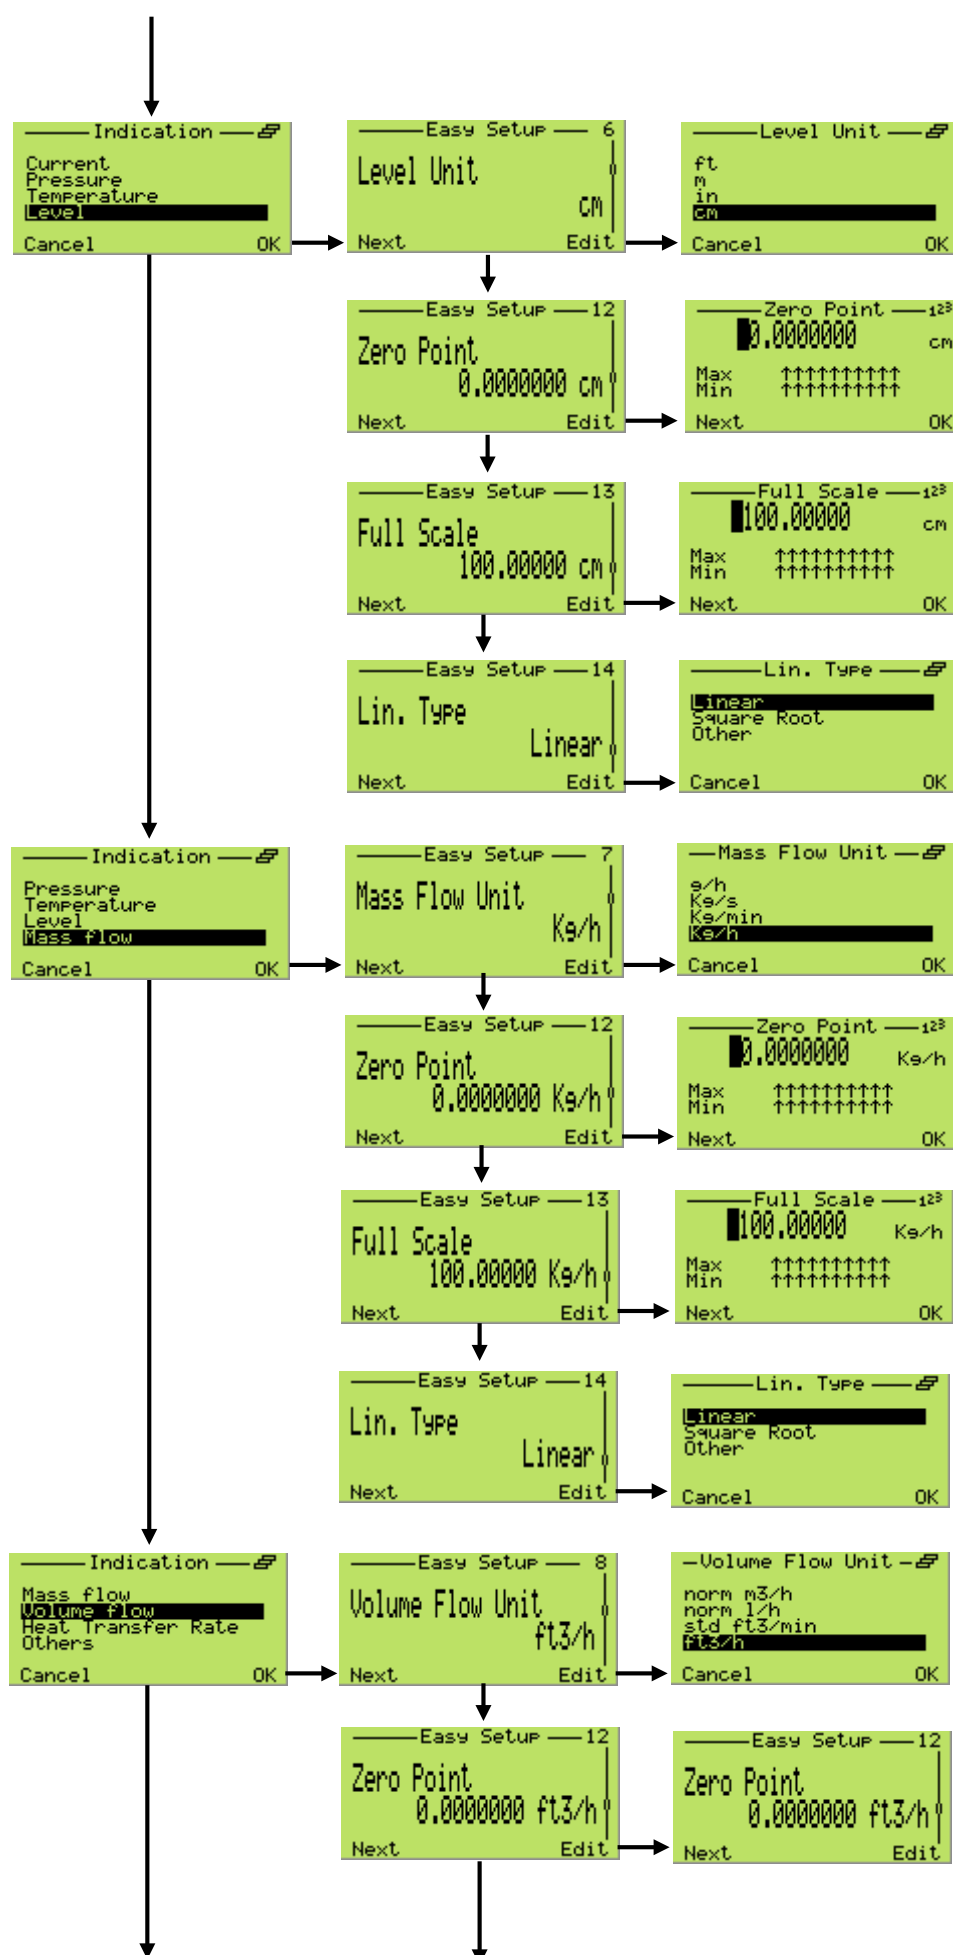 Indication
Current
Pressure
Temperature
Level
Cancel OK
Easy Setup 6
Level Unit
cm
Next Edit
Level Unit
ft
m
in
cm
Cancel OK
Easy Setup 12
Zero Point
0.0000000 cm
Next Edit
Zero Point 123
0.0000000 cm
Max ↑↑↑↑↑↑↑↑↑↑
Min ↑↑↑↑↑↑↑↑↑↑
Next OK
Easy Setup 13
Full Scale
100.00000 cm
Next Edit
Full Scale 123
100.00000 cm
Max ↑↑↑↑↑↑↑↑↑↑
Min ↑↑↑↑↑↑↑↑↑↑
Next OK
Easy Setup 14
Lin. Type
Linear
Next Edit
Lin. Type
Linear
Square Root
Other
Cancel OK
Indication
Pressure
Temperature
Level
Mass flow
Cancel OK
Easy Setup 7
Mass Flow Unit
Kg/h
Next Edit
Mass Flow Unit
g/h
Kg/s
Kg/min
Kg/h
Cancel OK
Easy Setup 12
Zero Point
0.0000000 Kg/h
Next Edit
Zero Point 123
0.0000000 Kg/h
Max ↑↑↑↑↑↑↑↑↑↑
Min ↑↑↑↑↑↑↑↑↑↑
Next OK
Easy Setup 13
Full Scale
100.00000 Kg/h
Next Edit
Full Scale 123
100.00000 Kg/h
Max ↑↑↑↑↑↑↑↑↑↑
Min ↑↑↑↑↑↑↑↑↑↑
Next OK
Easy Setup 14
Lin. Type
Linear
Next Edit
Lin. Type
Linear
Square Root
Other
Cancel OK
Indication
Mass flow
Volume flow
Heat Transfer Rate
Others
Cancel OK
Easy Setup 8
Volume Flow Unit
ft3/h
Next Edit
Volume Flow Unit
norm m3/h
norm l/h
std ft3/min
ft3/h
Cancel OK
Easy Setup 12
Zero Point
0.0000000 ft3/h
Next Edit
Easy Setup 12
Zero Point
0.0000000 ft3/h
Next Edit